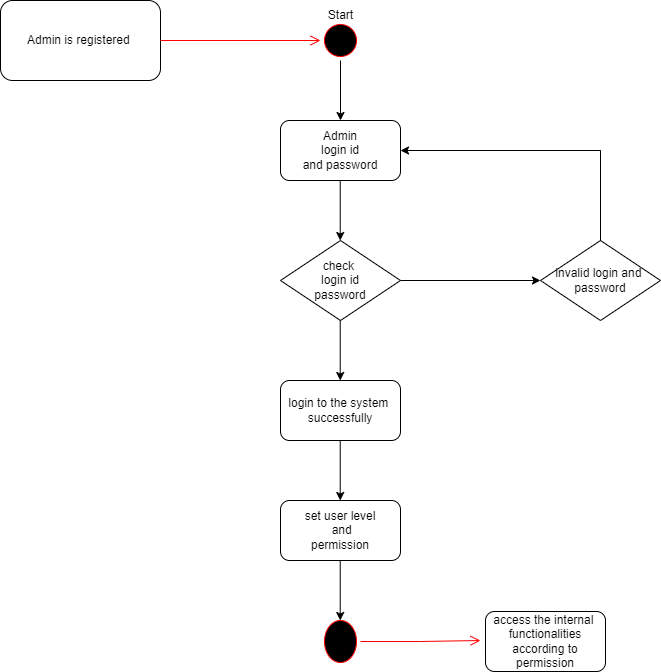 Start
Admin is registered
Admin
login id
and password
check
login id
password
invalid login and
password
login to the system
successfully
set user level
and
permission
access the internal
functionalities
according to
permission